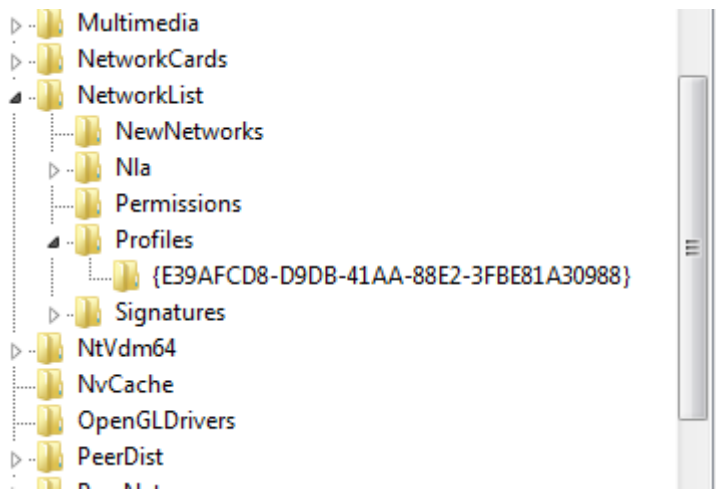 Multimedia
NetworkCards
NetworkList
NewNetworks
Nla
Permissions
Profiles
{E39AFCD8-D9DB-41AA-88E2-3FBE81A30988}
Signatures
NtVdm64
NvCache
OpenGLDrivers
PeerDist